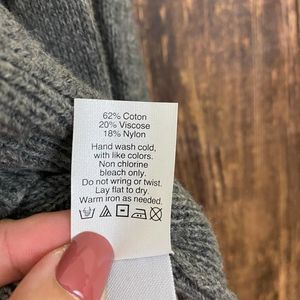 62% Coton
20% Viscose
18% Nylon
Hand wash cold,
with like colors.
Non chlorine
bleach only.
Do not wring or twist.
Lay flat to dry.
Warm iron as needed.